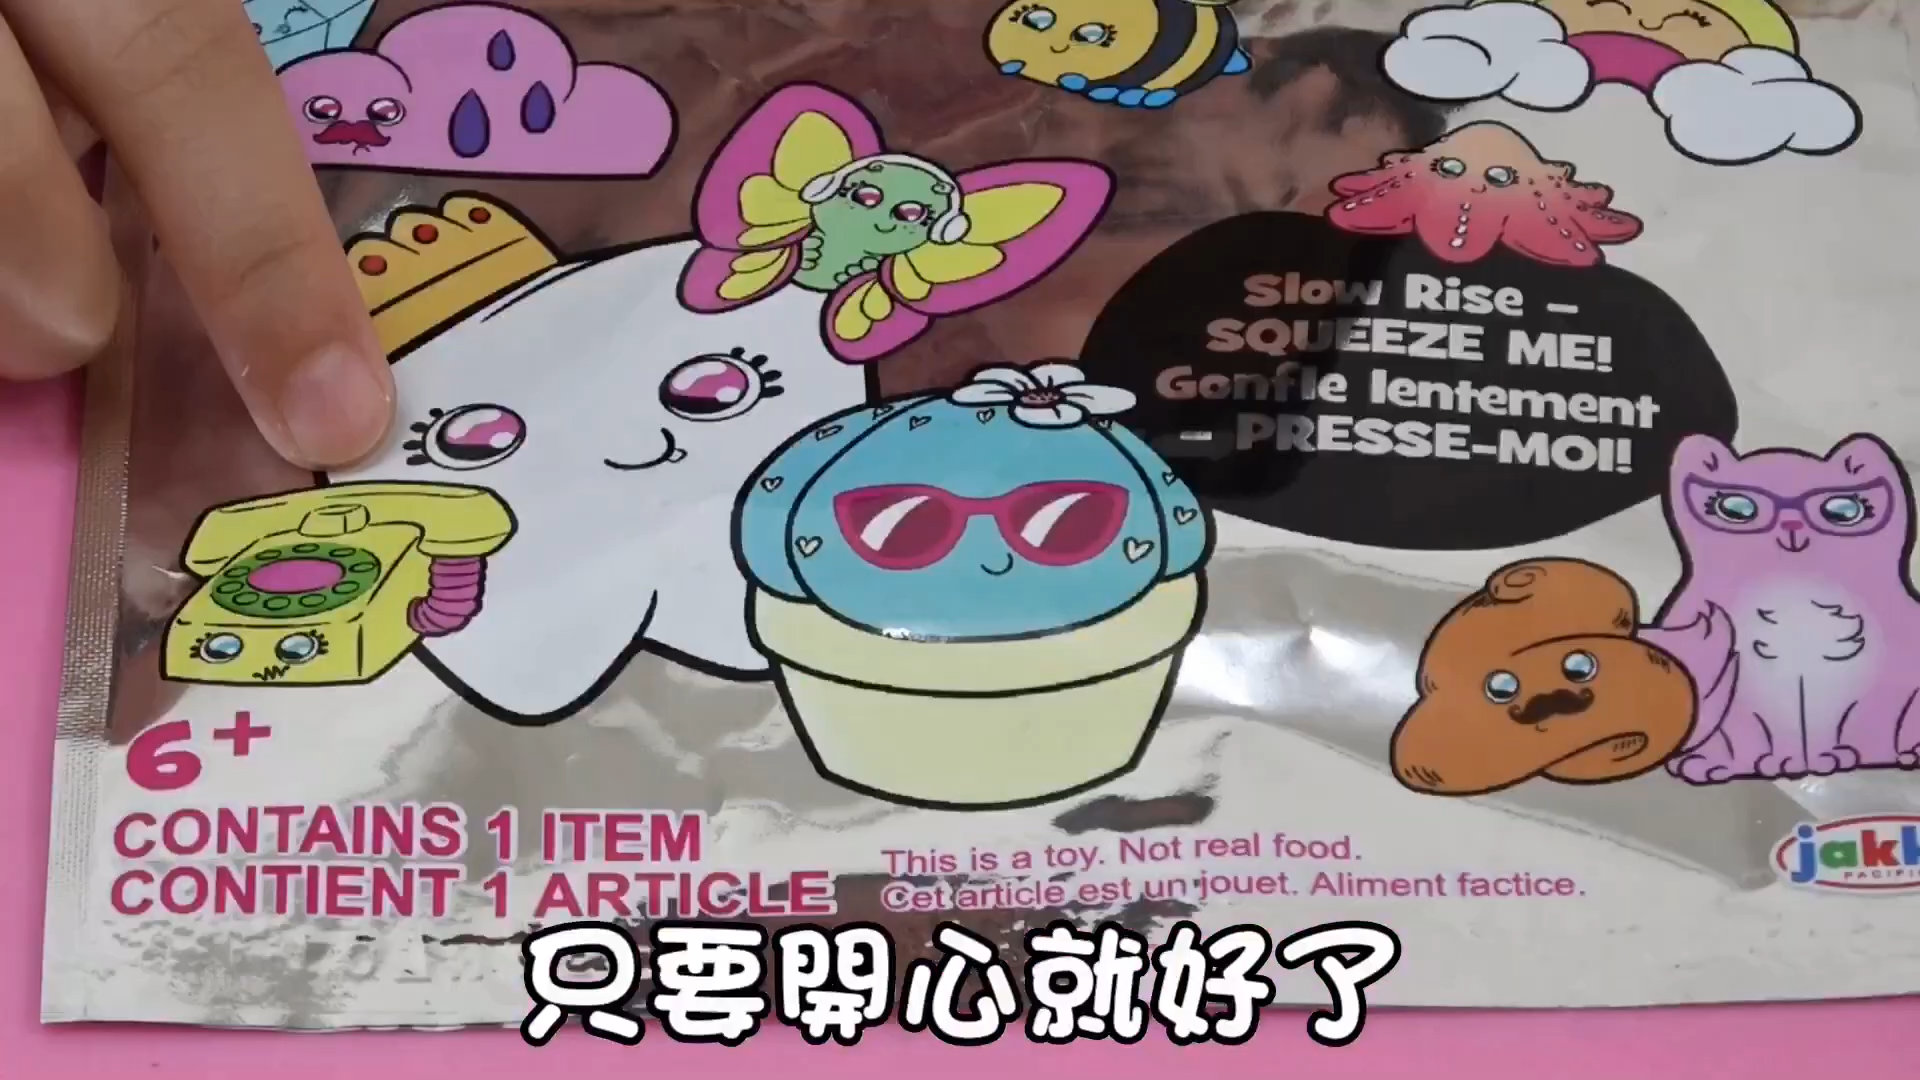 Slow Rise –
SQUEEZE ME!
Gonfle lentement
– PRESSE-MOI!
6+
CONTAINS 1 ITEM
CONTIENT 1 ARTICLE
This is a toy. Not real food.
Cet article est un jouet. Aliment factice.
只要開心就好了